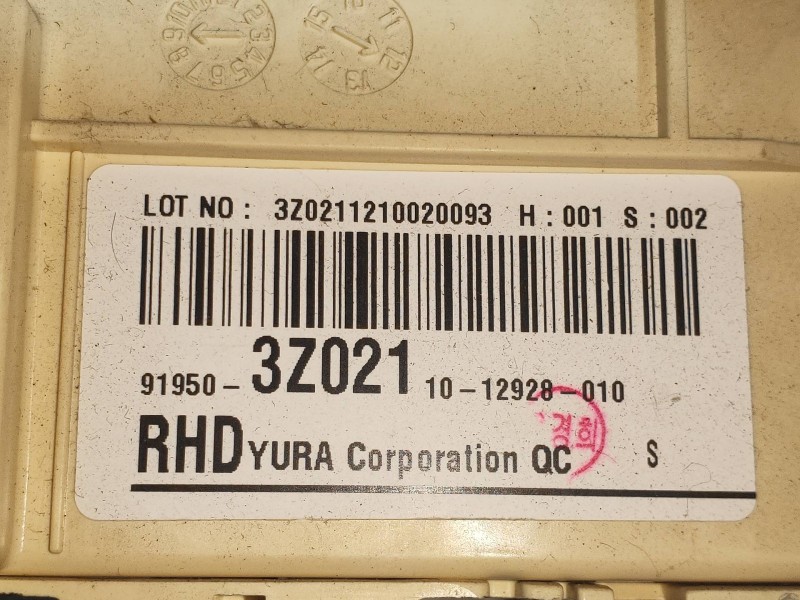 LOT NO : 3Z0211210020093 H : 001 S : 002
91950- 3Z021 10-12928-010
RHD YURA Corporation QC S
경희